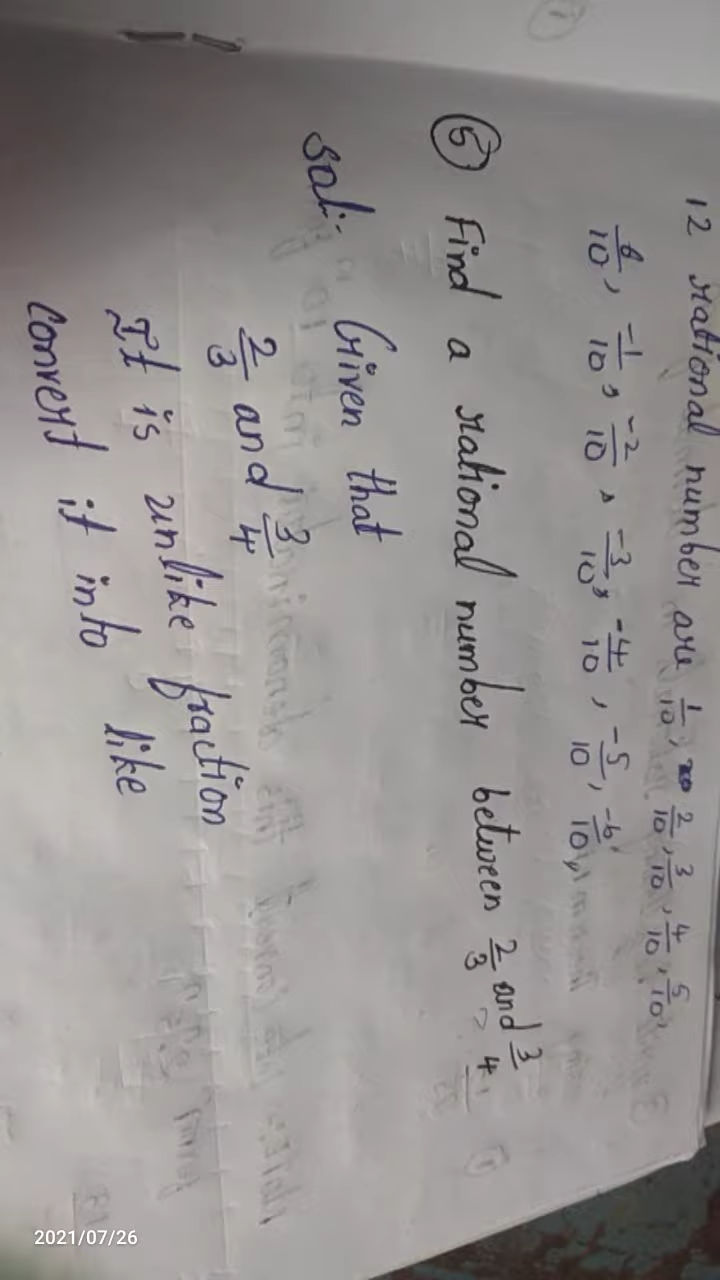 12 rational number are 1/10, 2/10, 3/10, 4/10, 5/10,
6/10, -1/10, -2/10, -3/10, -4/10, -5/10, -6/10,
5 Find a rational number between 2/3 and 3/4
Sol:- Given that
2/3 and 3/4
It is unlike fraction
convert it into like
2021/07/26